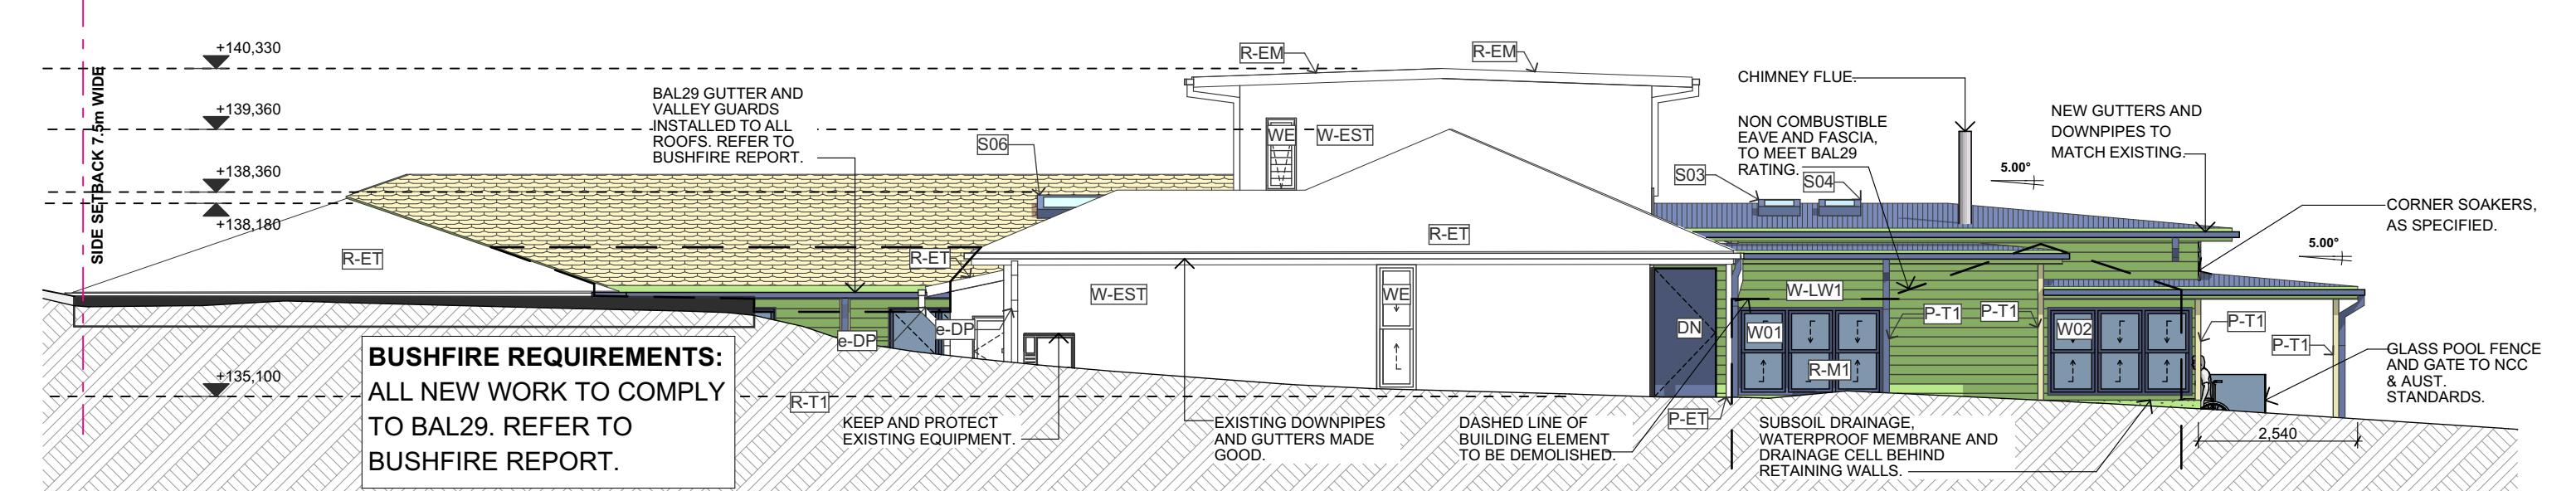 +140,330
R-EM
R-EM
SIDE SETBACK 7.5m WIDE
CHIMNEY FLUE.
BAL29 GUTTER AND
VALLEY GUARDS
INSTALLED TO ALL
ROOFS. REFER TO
BUSHFIRE REPORT.
+139,360
NON COMBUSTIBLE
EAVE AND FASCIA,
TO MEET BAL29
RATING.
NEW GUTTERS AND
DOWNPIPES TO
MATCH EXISTING.
WE
W-EST
S06
+138,360
S03
S04
5.00°
CORNER SOAKERS,
AS SPECIFIED.
+138,180
R-ET
R-ET
R-ET
5.00°
W-EST
WE
W-LW1
e-DP
e-DP
DN
W01
P-T1
P-T1
W02
P-T1
P-T1
GLASS POOL FENCE
AND GATE TO NCC
& AUST.
STANDARDS.
BUSHFIRE REQUIREMENTS:
ALL NEW WORK TO COMPLY
TO BAL29. REFER TO
BUSHFIRE REPORT.
+135,100
R-T1
R-M1
KEEP AND PROTECT
EXISTING EQUIPMENT.
EXISTING DOWNPIPES
AND GUTTERS MADE
GOOD.
DASHED LINE OF
BUILDING ELEMENT
TO BE DEMOLISHED.
P-ET
SUBSOIL DRAINAGE,
WATERPROOF MEMBRANE AND
DRAINAGE CELL BEHIND
RETAINING WALLS.
2,540